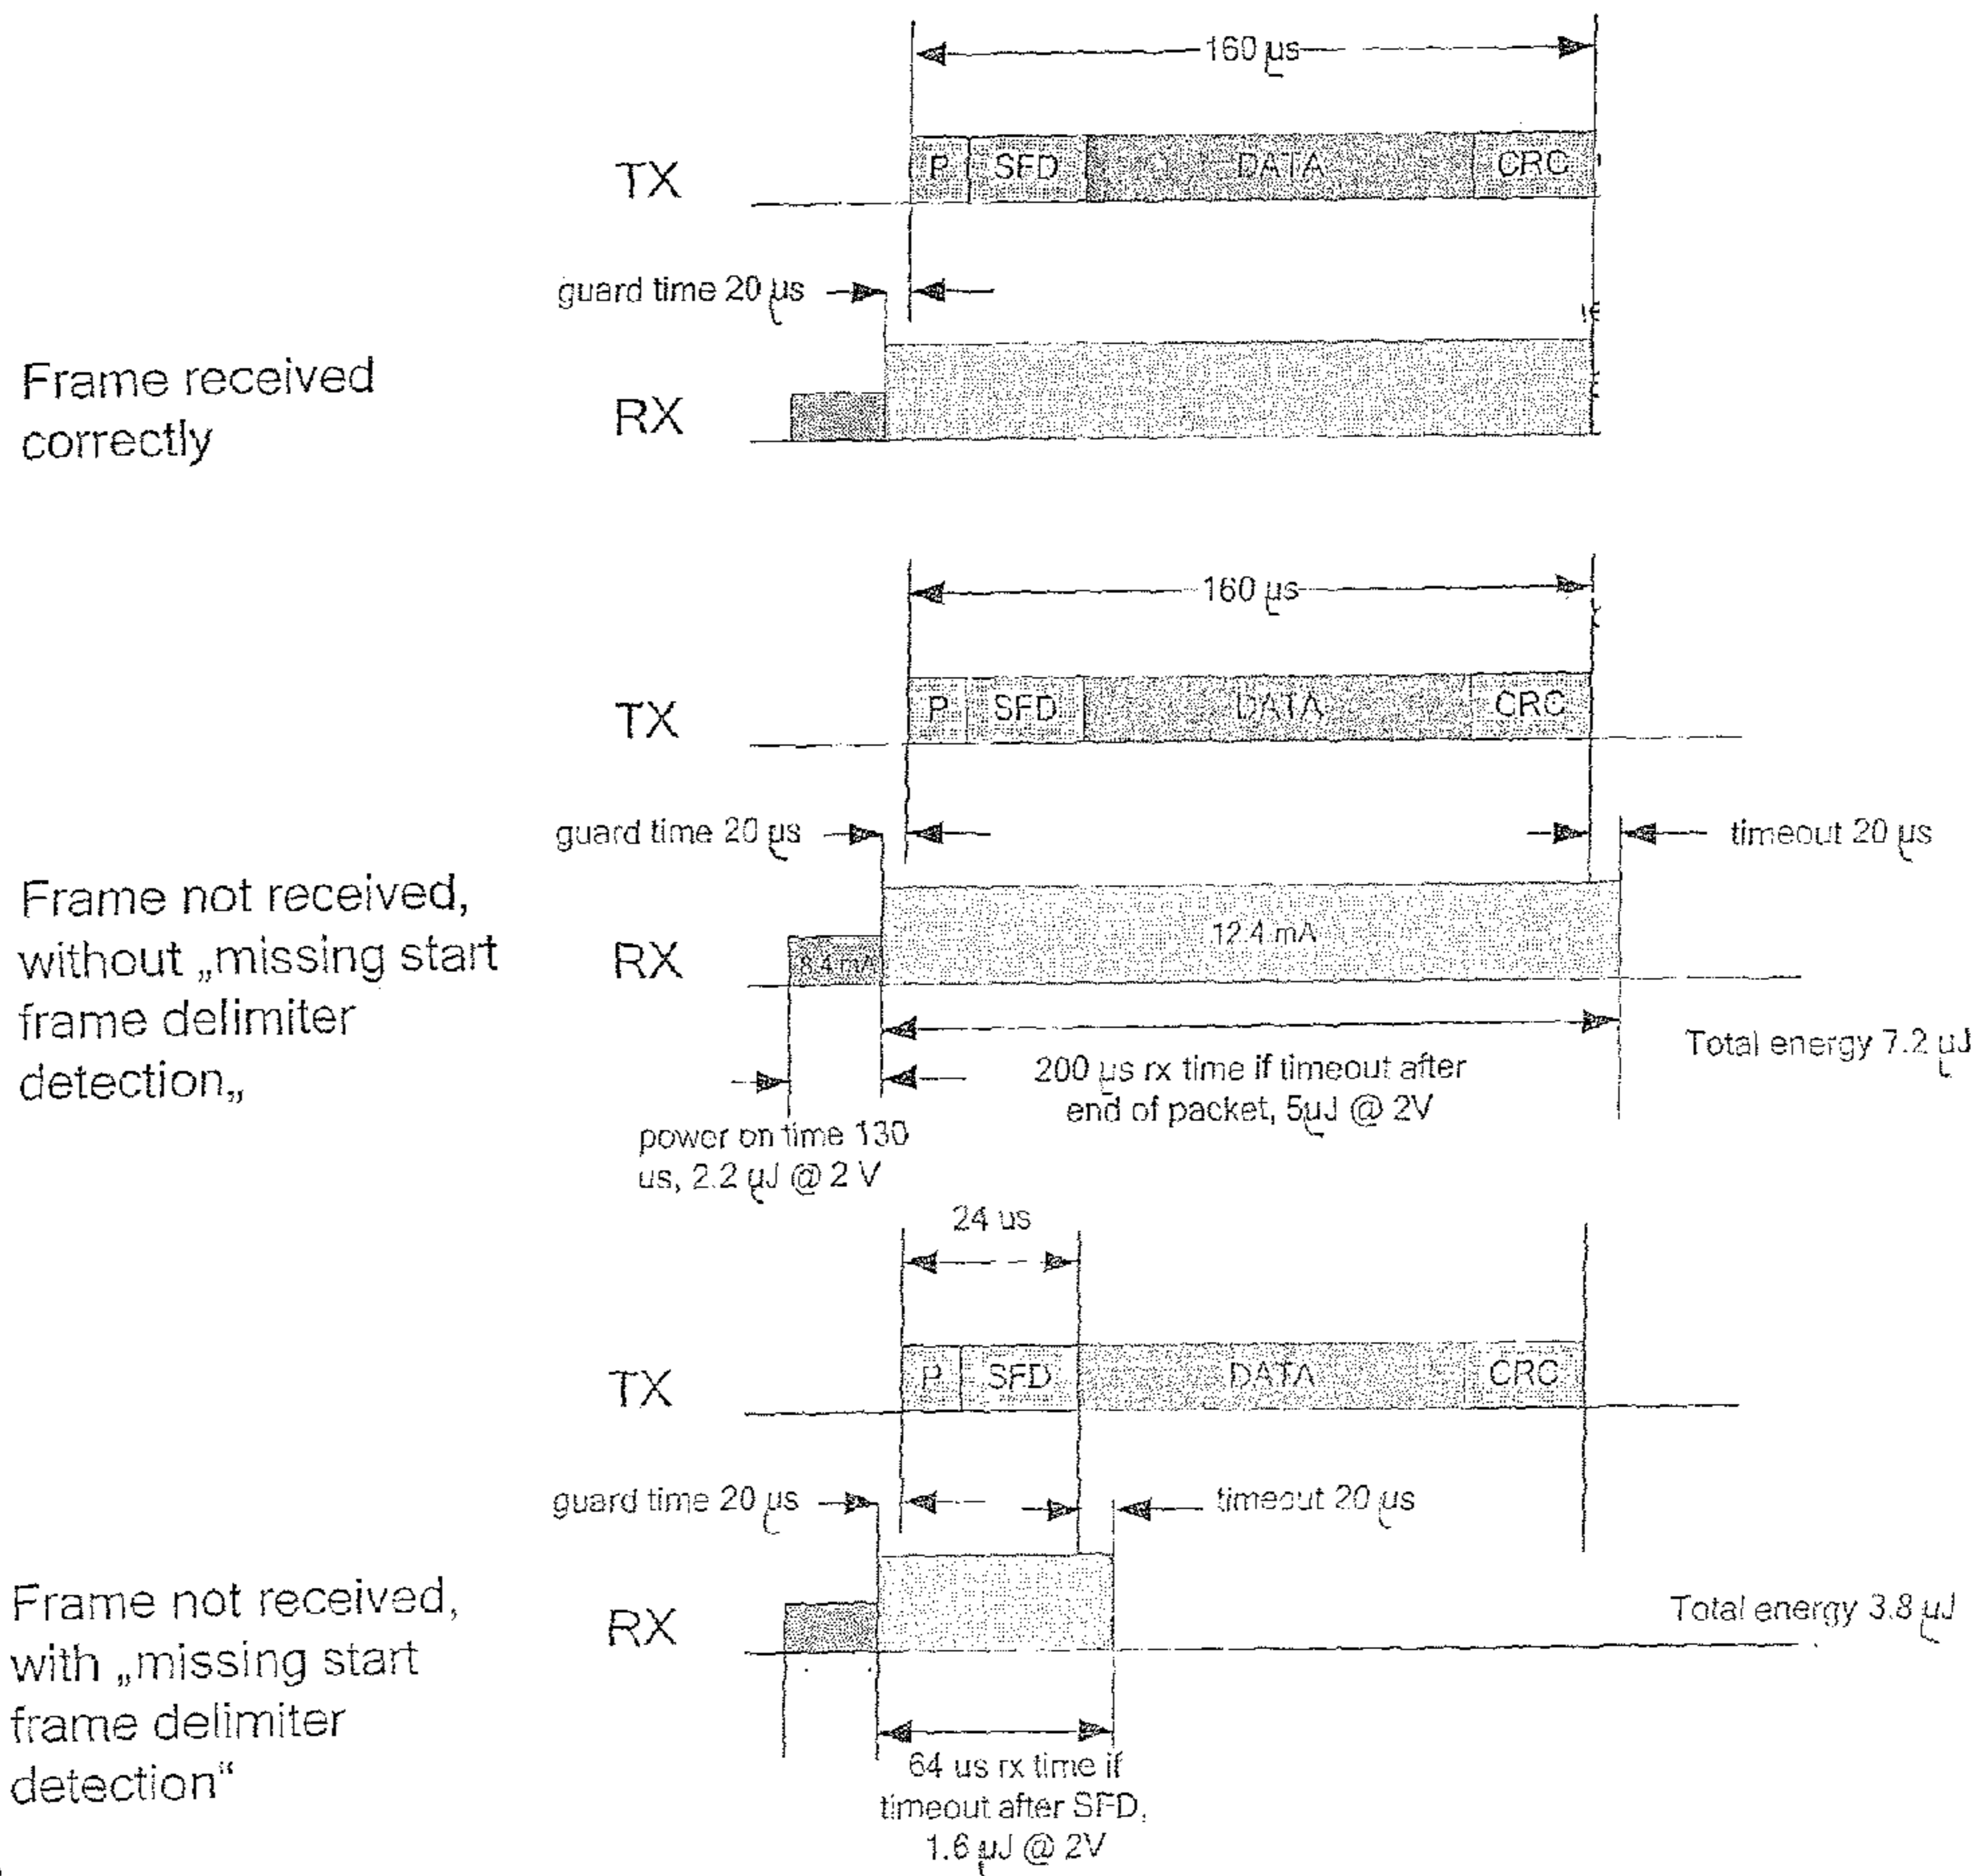 160 µs
TX
P SFD DATA CRC
guard time 20 µs
Frame received
correctly
RX
160 µs
TX
P SFD DATA CRC
guard time 20 µs
timeout 20 µs
Frame not received,
without „missing start
frame delimiter
detection„
RX
8.4 mA
12.4 mA
Total energy 7.2 µJ
200 µs rx time if timeout after
end of packet, 5µJ @ 2V
power on time 130
us, 2.2 µJ @ 2 V
24 us
TX
P SFD DATA CRC
guard time 20 µs
timeout 20 µs
Frame not received,
with „missing start
frame delimiter
detection“
RX
Total energy 3.8 µJ
64 us rx time if
timeout after SFD,
1.6 µJ @ 2V